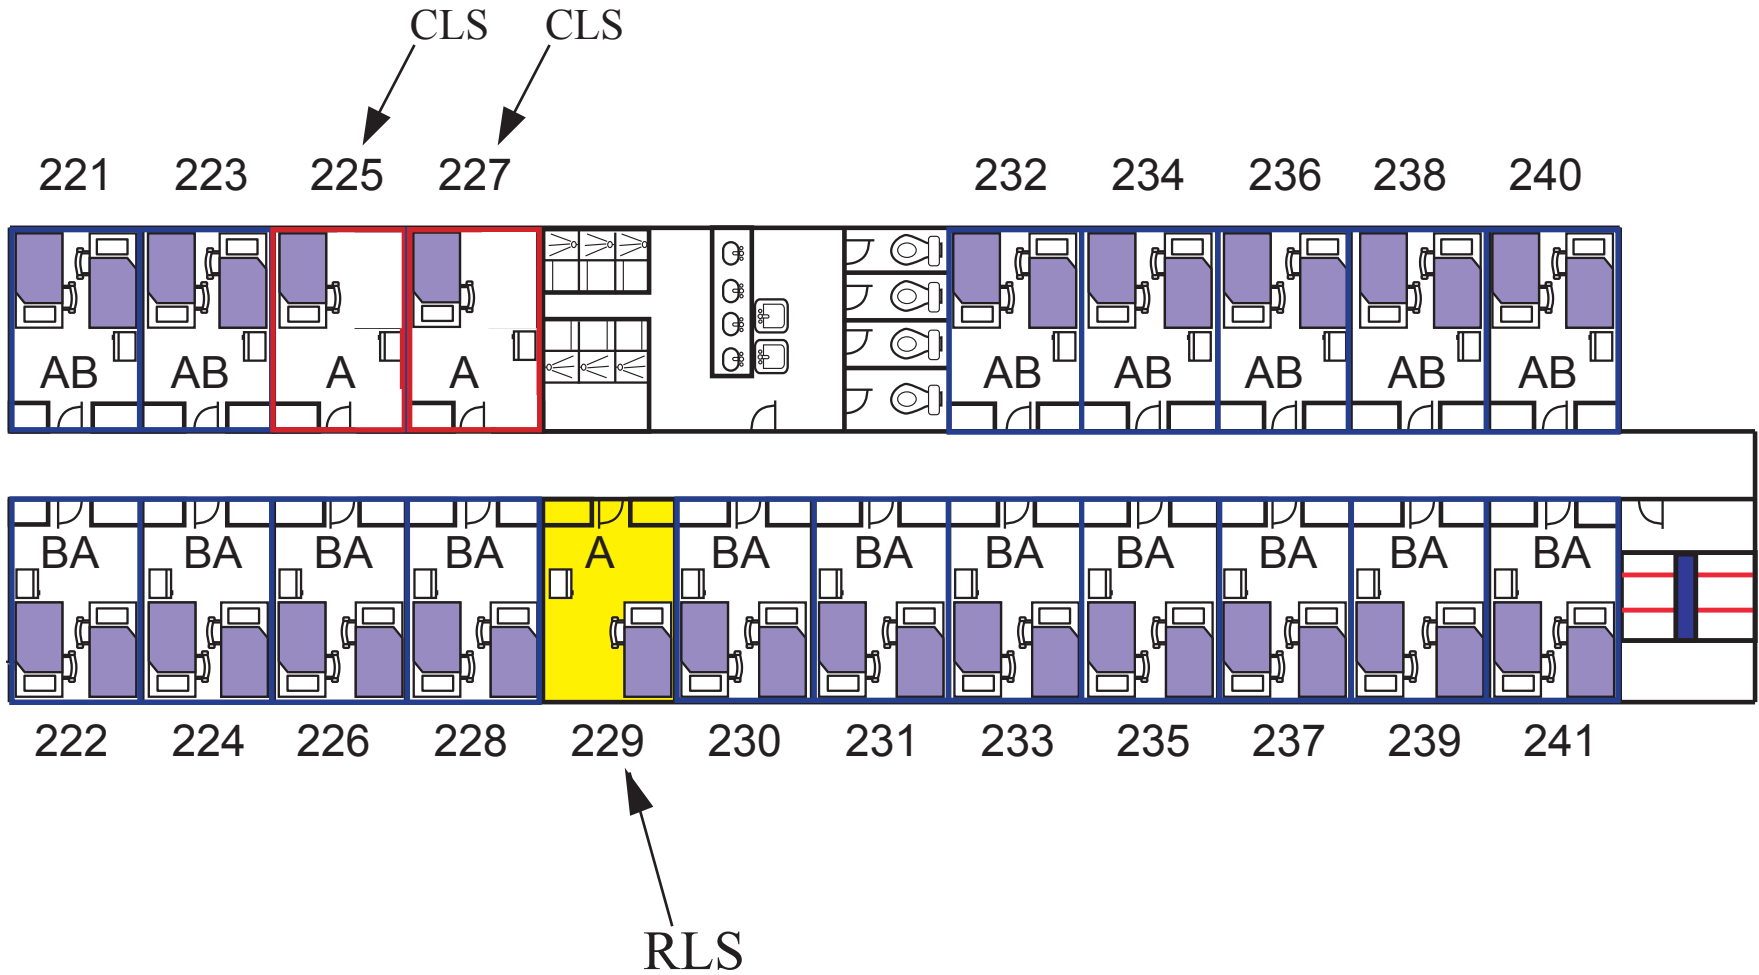 CLS CLS
221 223 225 227 232 234 236 238 240
AB AB A A AB AB AB AB AB
BA BA BA BA A BA BA BA BA BA BA BA
222 224 226 228 229 230 231 233 235 237 239 241
RLS